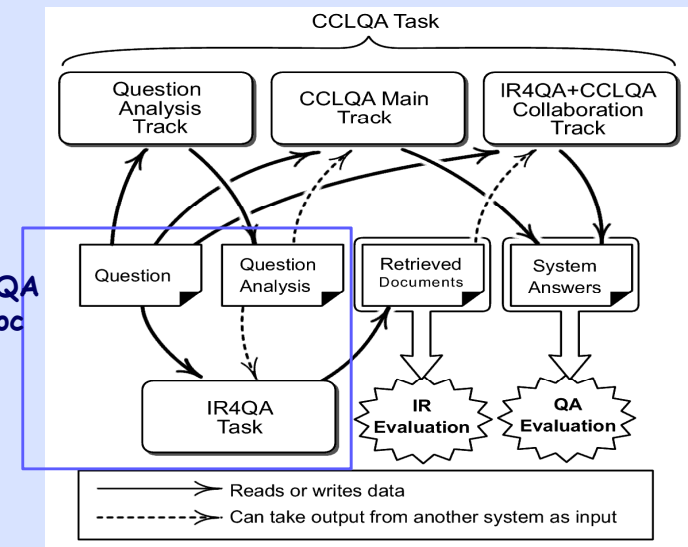 CCLQA Task
Question
Analysis
Track
CCLQA Main
Track
IR4QA+CCLQA
Collaboration
Track
QA
oc
Question
Question
Analysis
Retrieved
Documents
System
Answers
IR4QA
Task
IR
Evaluation
QA
Evaluation
Reads or writes data
Can take output from another system as input